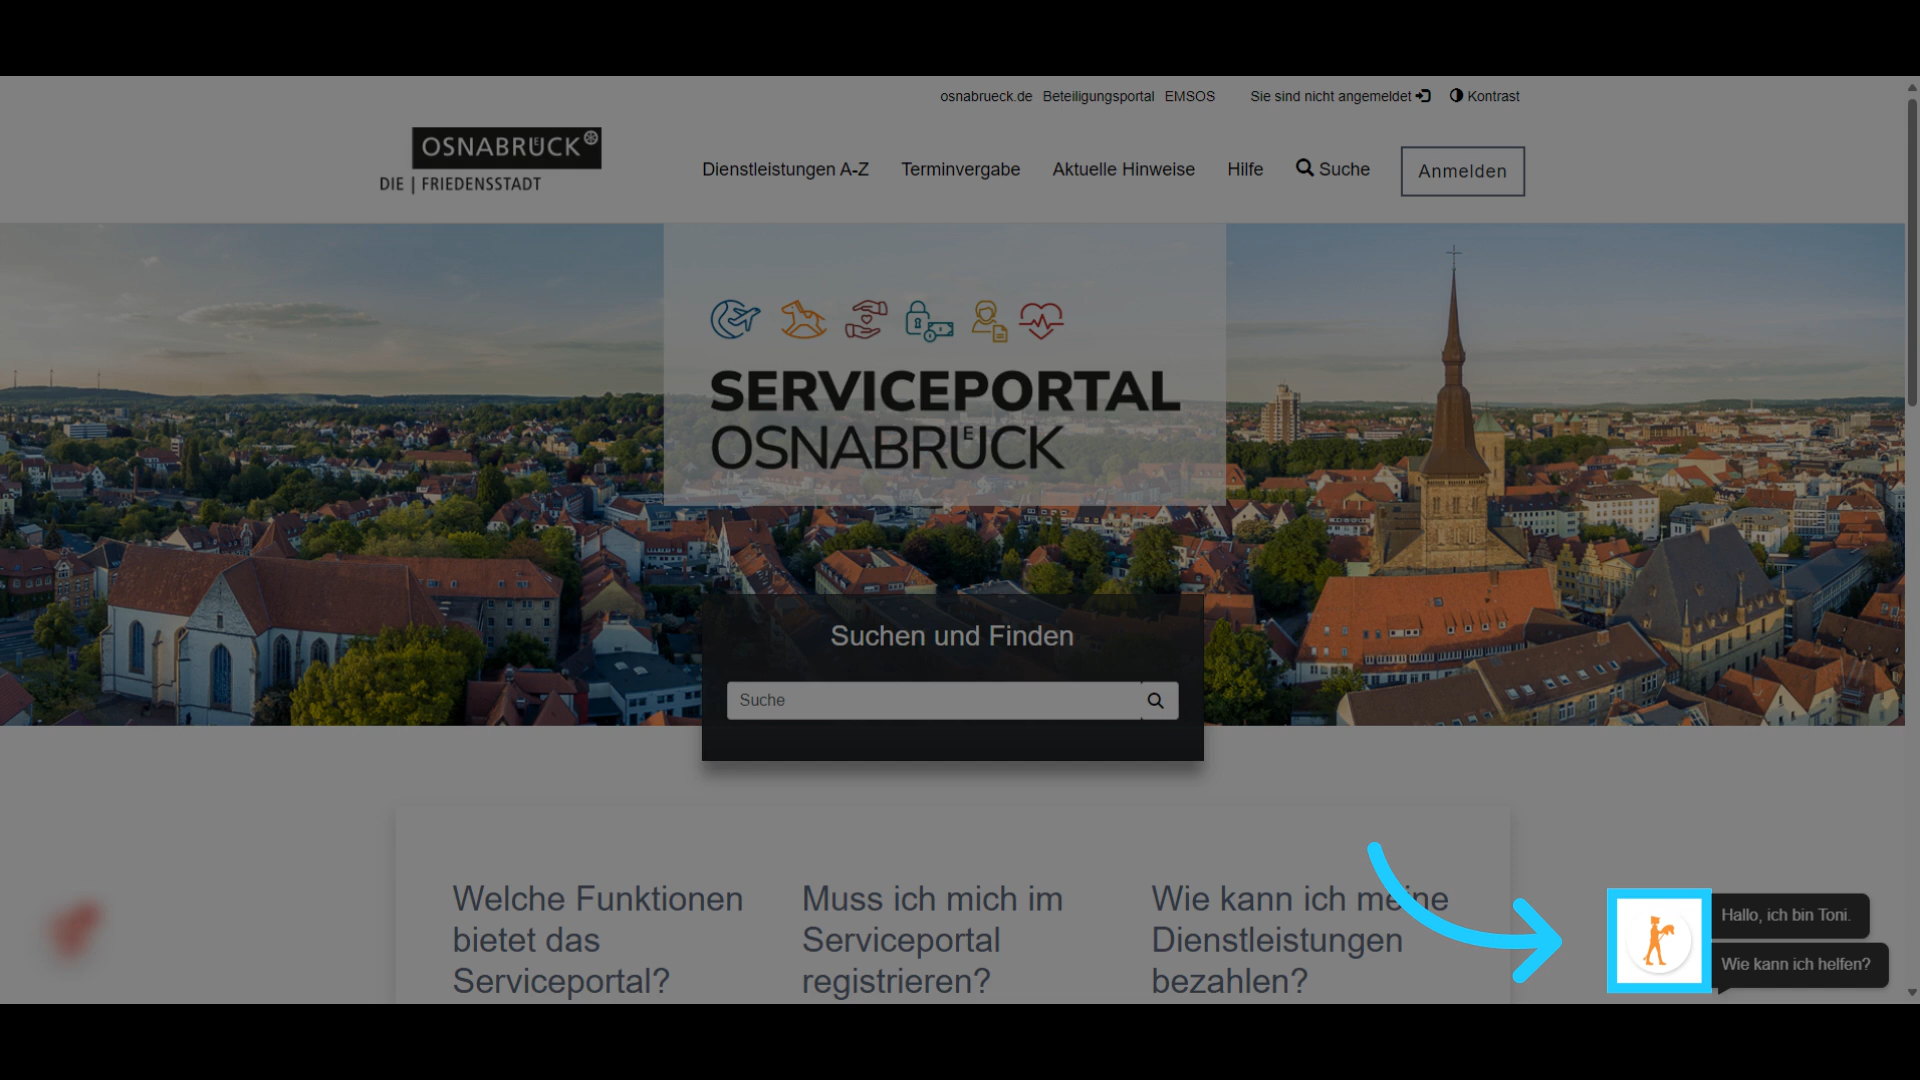 osnabrueck.de Beteiligungsportal EMSOS Sie sind nicht angemeldet Kontrast
OSNABRÜECK
DIE | FRIEDENSSTADT
Dienstleistungen A-Z Terminvergabe Aktuelle Hinweise Hilfe Suche Anmelden
SERVICEPORTAL
OSNABRÜECK
Suchen und Finden
Suche
Welche Funktionen
bietet das
Serviceportal?
Muss ich mich im
Serviceportal
registrieren?
Wie kann ich meine
Dienstleistungen
bezahlen?
Hallo, ich bin Toni.
Wie kann ich helfen?